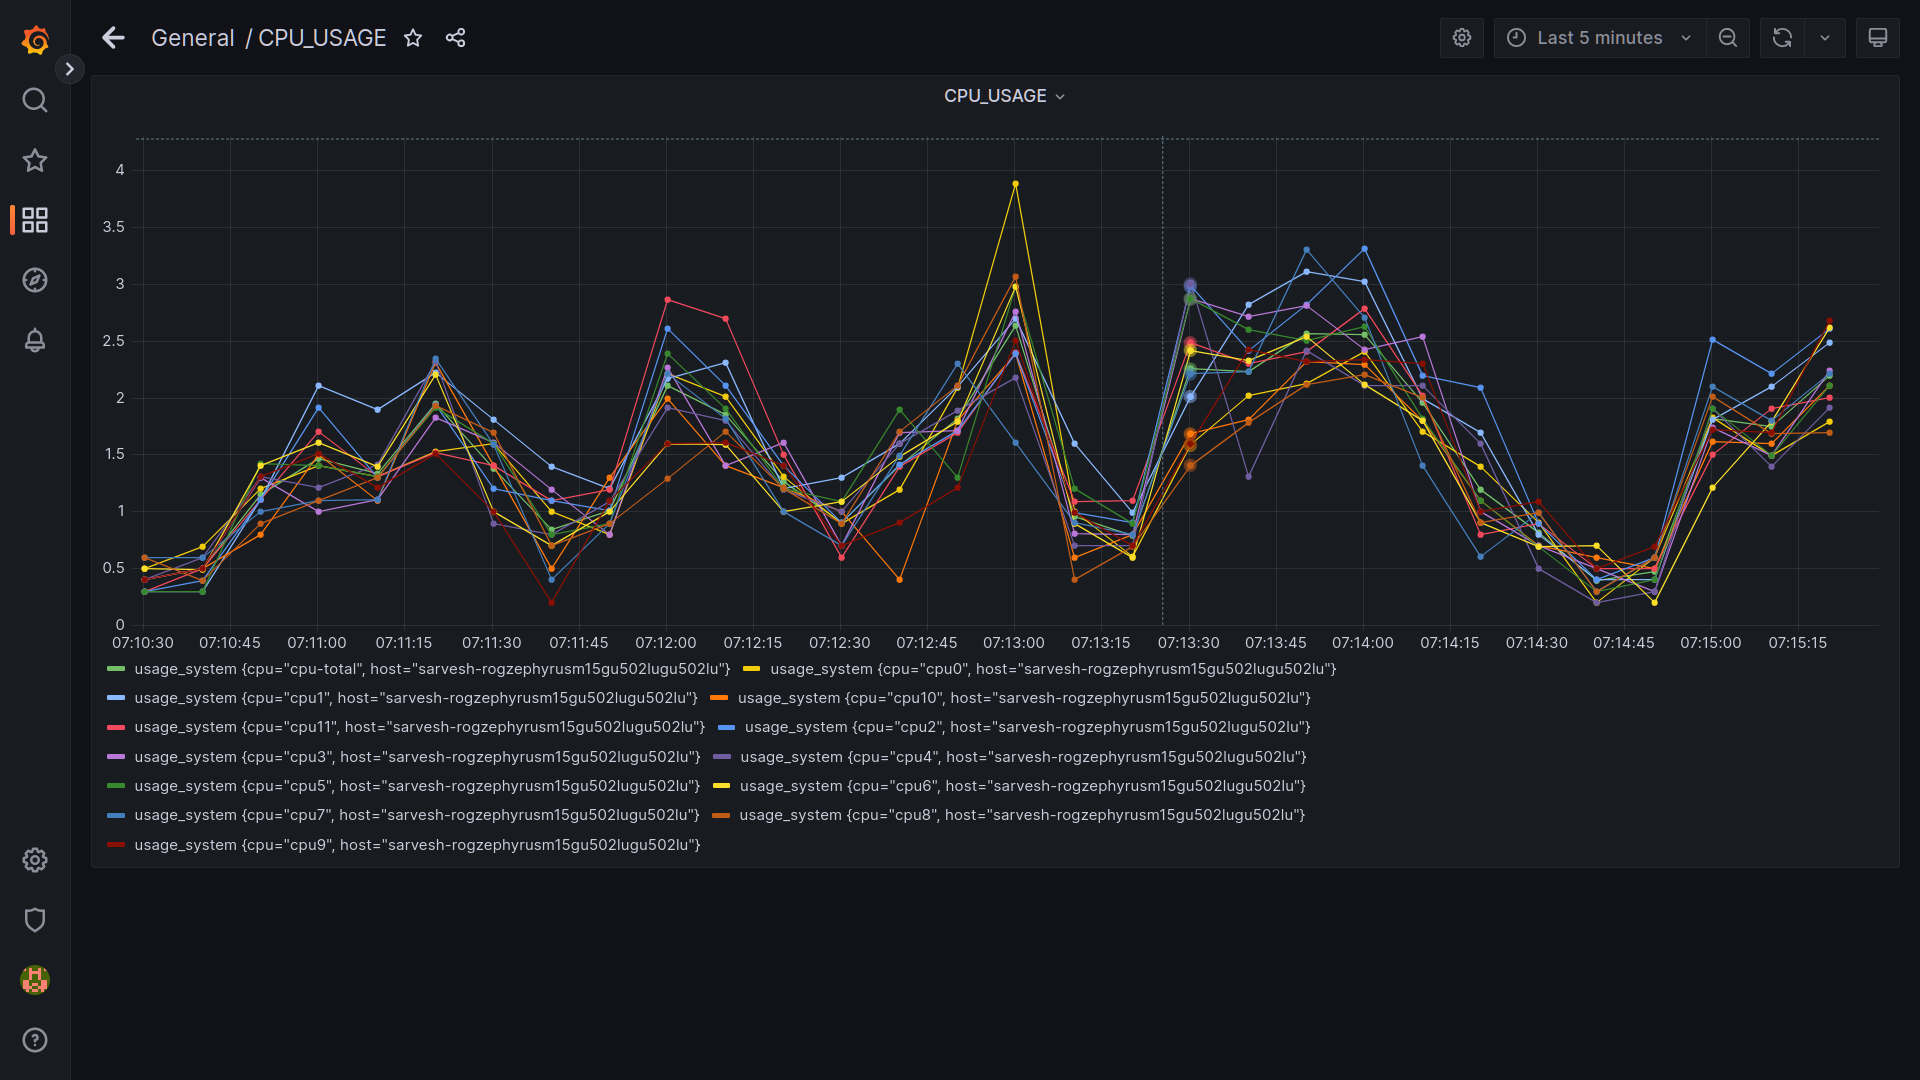 General / CPU_USAGE
Last 5 minutes
CPU_USAGE
4
3.5
3
2.5
2
1.5
1
0.5
0
07:10:30 07:10:45 07:11:00 07:11:15 07:11:30 07:11:45 07:12:00 07:12:15 07:12:30 07:12:45 07:13:00 07:13:15 07:13:30 07:13:45 07:14:00 07:14:15 07:14:30 07:14:45 07:15:00 07:15:15
usage_system {cpu="cpu-total", host="sarvesh-rogzephyrusm15gu502lugu502lu"} usage_system {cpu="cpu0", host="sarvesh-rogzephyrusm15gu502lugu502lu"}
usage_system {cpu="cpu1", host="sarvesh-rogzephyrusm15gu502lugu502lu"} usage_system {cpu="cpu10", host="sarvesh-rogzephyrusm15gu502lugu502lu"}
usage_system {cpu="cpu11", host="sarvesh-rogzephyrusm15gu502lugu502lu"} usage_system {cpu="cpu2", host="sarvesh-rogzephyrusm15gu502lugu502lu"}
usage_system {cpu="cpu3", host="sarvesh-rogzephyrusm15gu502lugu502lu"} usage_system {cpu="cpu4", host="sarvesh-rogzephyrusm15gu502lugu502lu"}
usage_system {cpu="cpu5", host="sarvesh-rogzephyrusm15gu502lugu502lu"} usage_system {cpu="cpu6", host="sarvesh-rogzephyrusm15gu502lugu502lu"}
usage_system {cpu="cpu7", host="sarvesh-rogzephyrusm15gu502lugu502lu"} usage_system {cpu="cpu8", host="sarvesh-rogzephyrusm15gu502lugu502lu"}
usage_system {cpu="cpu9", host="sarvesh-rogzephyrusm15gu502lugu502lu"}